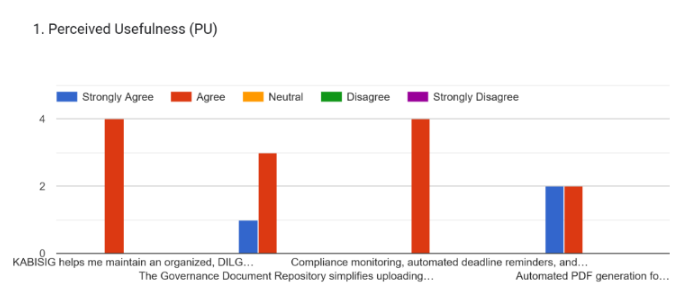 1. Perceived Usefulness (PU)
Strongly Agree Agree Neutral Disagree Strongly Disagree
4
2
0
KABISIG helps me maintain an organized, DILG… Compliance monitoring, automated deadline reminders, and…
The Governance Document Repository simplifies uploading… Automated PDF generation fo…